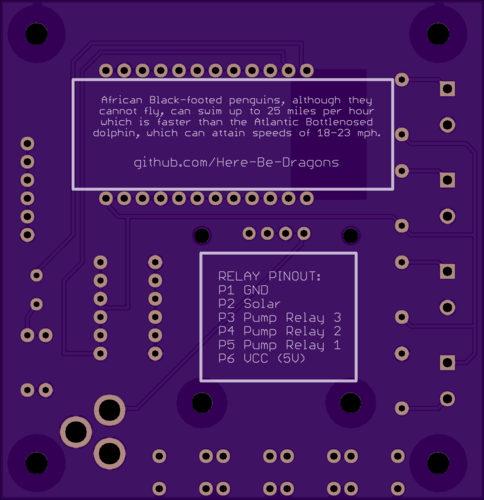 African Black-footed penguins, although they
cannot fly, can swim up to 25 miles per hour
which is faster than the Atlantic Bottlenosed
dolphin, which can attain speeds of 18-23 mph.
github.com/Here-Be-Dragons
RELAY PINOUT:
P1 GND
P2 Solar
P3 Pump Relay 3
P4 Pump Relay 2
P5 Pump Relay 1
P6 VCC (5V)